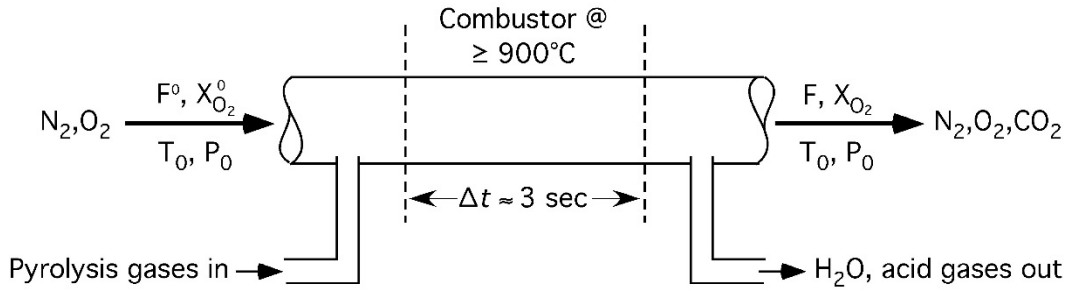 Combustor @
≥ 900°C
F⁰, X⁰O₂
N₂,O₂
T₀, P₀
F, XO₂
N₂,O₂,CO₂
T₀, P₀
Δt ≈ 3 sec
Pyrolysis gases in
H₂O, acid gases out